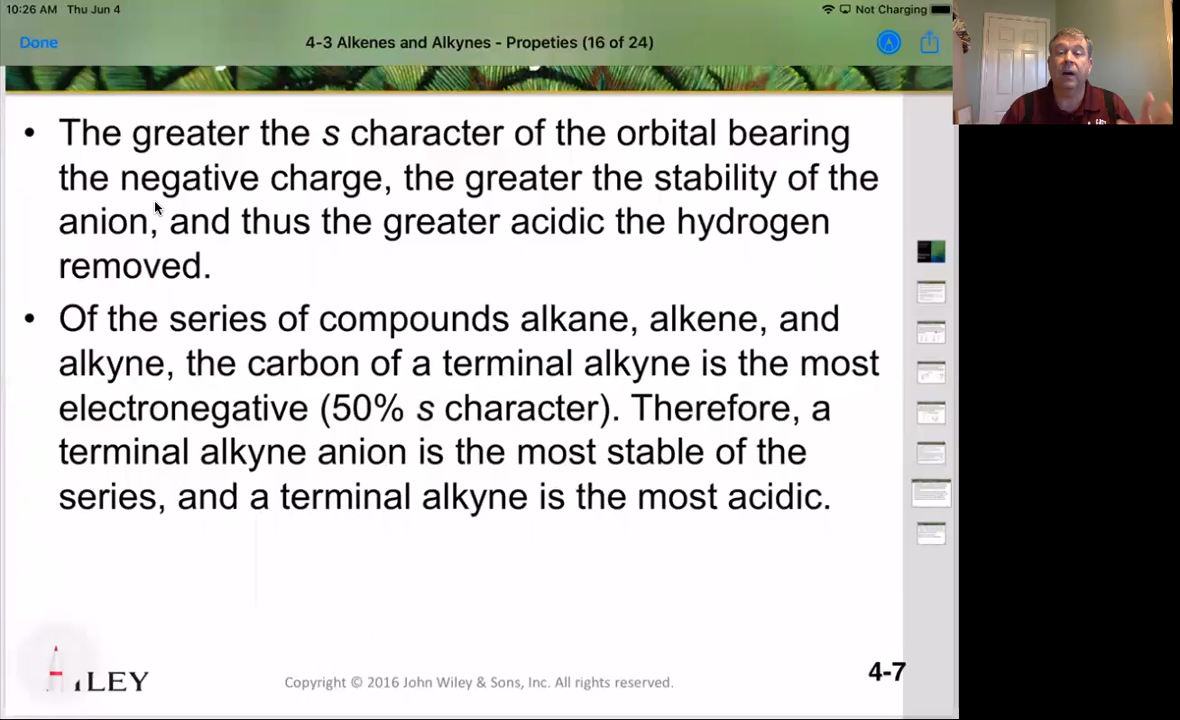 10:26 AM Thu Jun 4
Not Charging
Done
4-3 Alkenes and Alkynes - Propeties (16 of 24)
• The greater the s character of the orbital bearing
the negative charge, the greater the stability of the
anion, and thus the greater acidic the hydrogen
removed.
• Of the series of compounds alkane, alkene, and
alkyne, the carbon of a terminal alkyne is the most
electronegative (50% s character). Therefore, a
terminal alkyne anion is the most stable of the
series, and a terminal alkyne is the most acidic.
Copyright © 2016 John Wiley & Sons, Inc. All rights reserved.
4-7